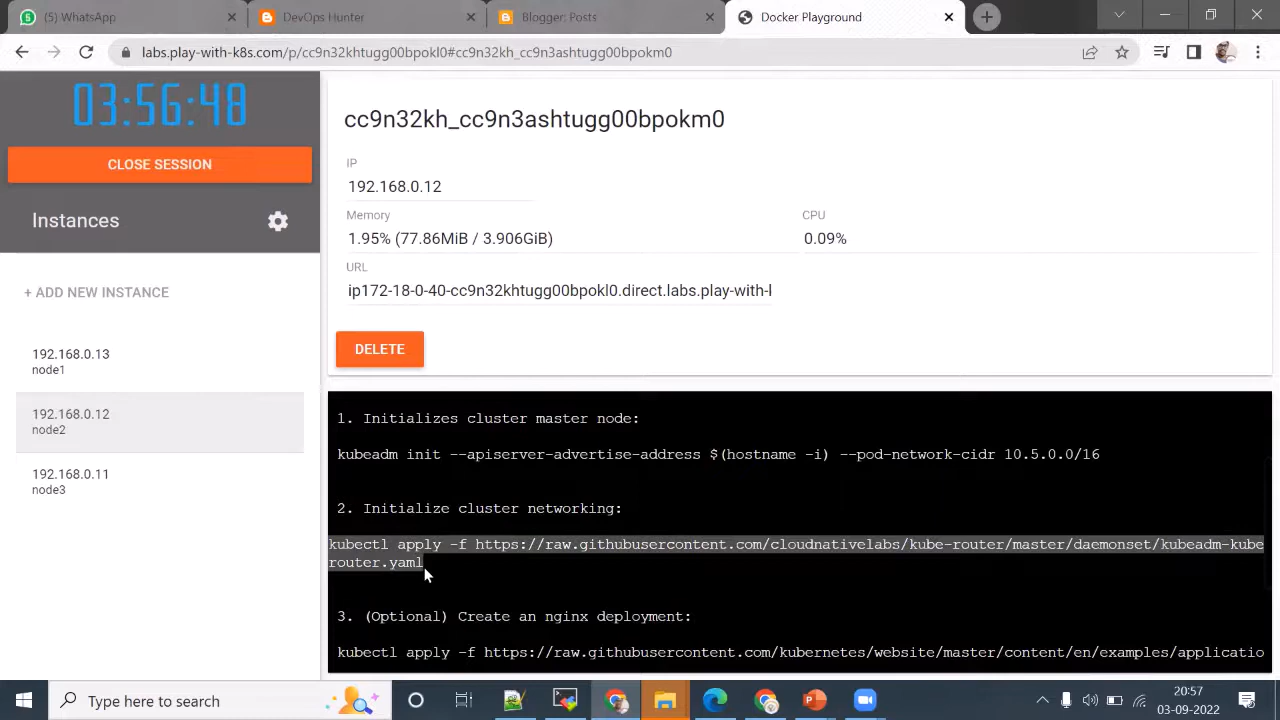 (5) WhatsApp
DevOps Hunter
Blogger: Posts
Docker Playground
labs.play-with-k8s.com/p/cc9n32khtugg00bpokl0#cc9n32kh_cc9n3ashtugg00bpokm0
03:56:48
CLOSE SESSION
Instances
+ ADD NEW INSTANCE
192.168.0.13
node1
192.168.0.12
node2
192.168.0.11
node3
cc9n32kh_cc9n3ashtugg00bpokm0
IP
192.168.0.12
Memory
CPU
1.95% (77.86MiB / 3.906GiB)
0.09%
URL
ip172-18-0-40-cc9n32khtugg00bpokl0.direct.labs.play-with-l
DELETE
1. Initializes cluster master node:
kubeadm init --apiserver-advertise-address $(hostname -i) --pod-network-cidr 10.5.0.0/16
2. Initialize cluster networking:
kubectl apply -f https://raw.githubusercontent.com/cloudnativelabs/kube-router/master/daemonset/kubeadm-kube
router.yaml
3. (Optional) Create an nginx deployment:
kubectl apply -f https://raw.githubusercontent.com/kubernetes/website/master/content/en/examples/applicatio
Type here to search
20:57
03-09-2022